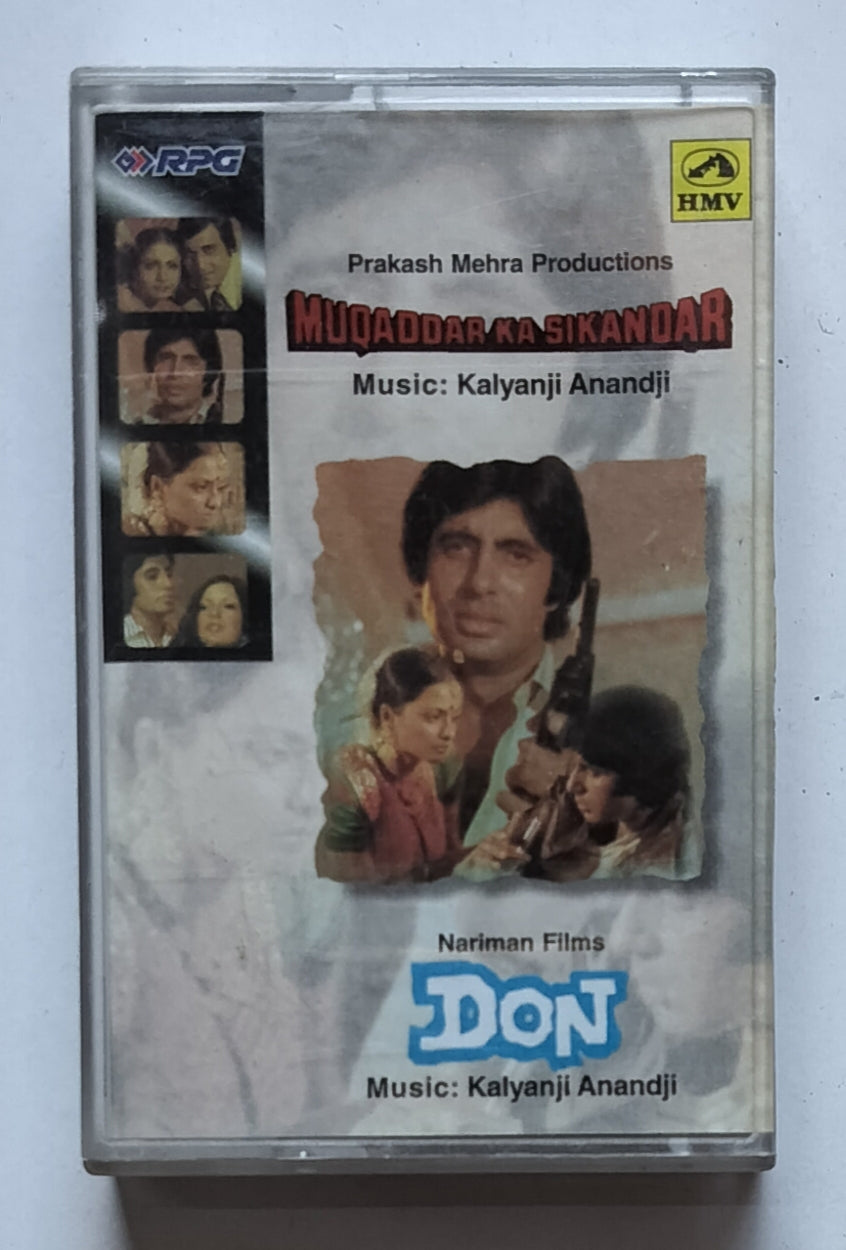 RPG
HMV
Prakash Mehra Productions
MUQADDAR KA SIKANDAR
Music: Kalyanji Anandji
Nariman Films
DON
Music: Kalyanji Anandji